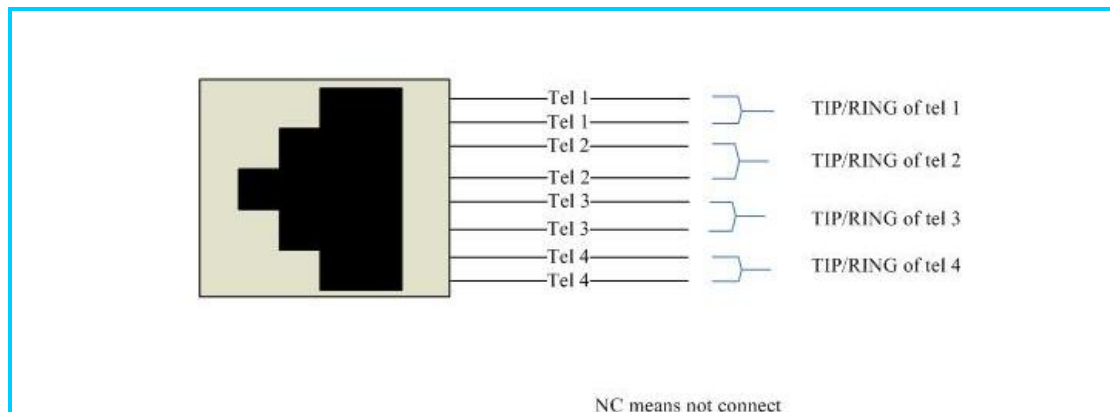 Tel 1
Tel 1
TIP/RING of tel 1
Tel 2
Tel 2
TIP/RING of tel 2
Tel 3
Tel 3
TIP/RING of tel 3
Tel 4
Tel 4
TIP/RING of tel 4
NC means not connect